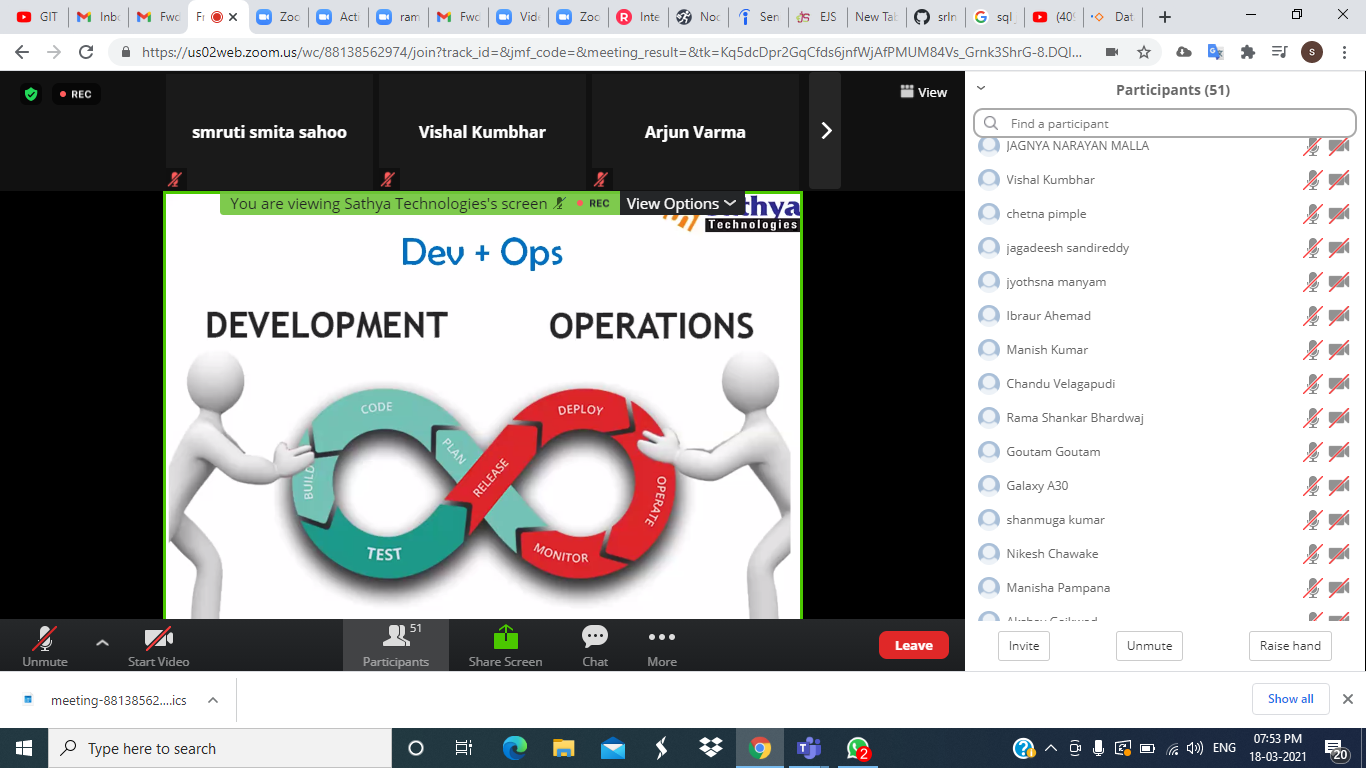 GIT
Inb
Fwd
Fr
Zoo
Acti
ram
Fwd
Vide
Zoo
Inte
Noc
Sen
EJS
New Tab
srIn
sql j
(409
Dat
https://us02web.zoom.us/wc/88138562974/join?track_id=&jmf_code=&meeting_result=&tk=Kq5dcDpr2GqCfds6jnfWjAfPMUM84Vs_Grnk3ShrG-8.DQI...
S
REC
View
smruti smita sahoo
Vishal Kumbhar
Arjun Varma
You are viewing Sathya Technologies's screen
REC
View Options
Technologies
Dev + Ops
DEVELOPMENT
OPERATIONS
CODE
PLAN
BUILD
TEST
RELEASE
DEPLOY
OPERATE
MONITOR
Participants (51)
Find a participant
JAGNYA NARAYAN MALLA
Vishal Kumbhar
chetna pimple
jagadeesh sandireddy
jyothsna manyam
Ibraur Ahemad
Manish Kumar
Chandu Velagapudi
Rama Shankar Bhardwaj
Goutam Goutam
Galaxy A30
shanmuga kumar
Nikesh Chawake
Manisha Pampana
Invite
Unmute
Raise hand
Unmute
Start Video
51
Participants
Share Screen
Chat
More
Leave
meeting-88138562....ics
Show all
Type here to search
2
ENG
07:53 PM
18-03-2021
20